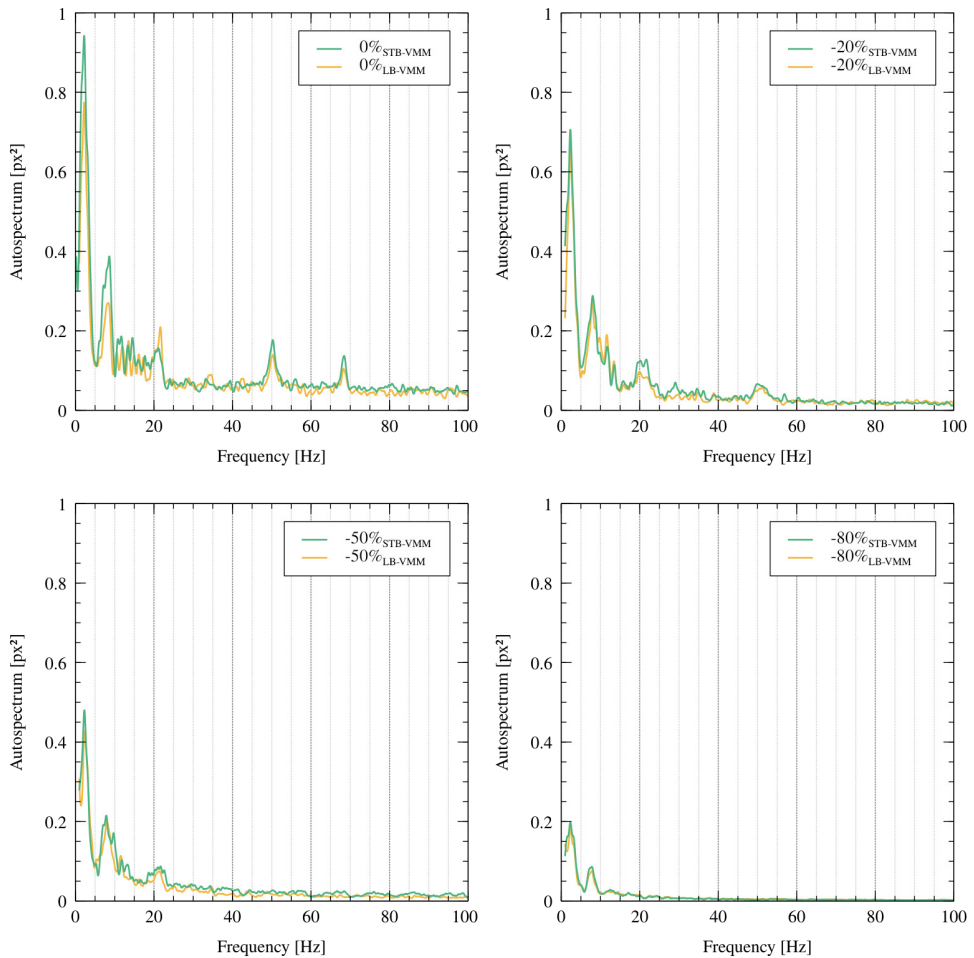 1
0.8
0.6
0.4
0.2
0
0 20 40 60 80 100
Autospectrum [px²]
Frequency [Hz]
0%STB-VMM
0%LB-VMM
1
0.8
0.6
0.4
0.2
0
0 20 40 60 80 100
Autospectrum [px²]
Frequency [Hz]
-20%STB-VMM
-20%LB-VMM
1
0.8
0.6
0.4
0.2
0
0 20 40 60 80 100
Autospectrum [px²]
Frequency [Hz]
-50%STB-VMM
-50%LB-VMM
1
0.8
0.6
0.4
0.2
0
0 20 40 60 80 100
Autospectrum [px²]
Frequency [Hz]
-80%STB-VMM
-80%LB-VMM